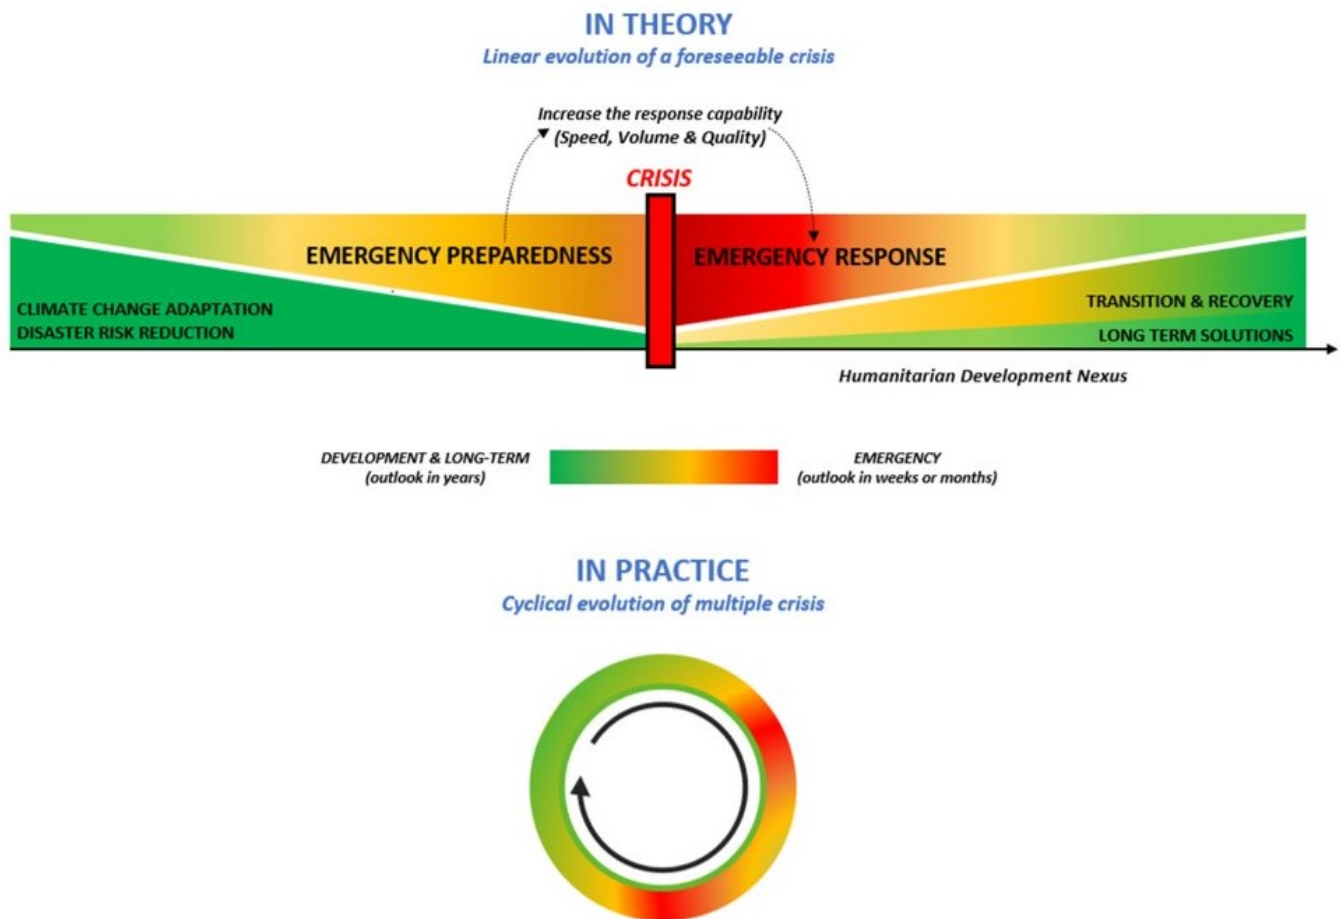 IN THEORY
Linear evolution of a foreseeable crisis
Increase the response capability
(Speed, Volume & Quality)
CRISIS
EMERGENCY PREPAREDNESS
EMERGENCY RESPONSE
CLIMATE CHANGE ADAPTATION
DISASTER RISK REDUCTION
TRANSITION & RECOVERY
LONG TERM SOLUTIONS
Humanitarian Development Nexus
DEVELOPMENT & LONG-TERM
(outlook in years)
EMERGENCY
(outlook in weeks or months)
IN PRACTICE
Cyclical evolution of multiple crisis